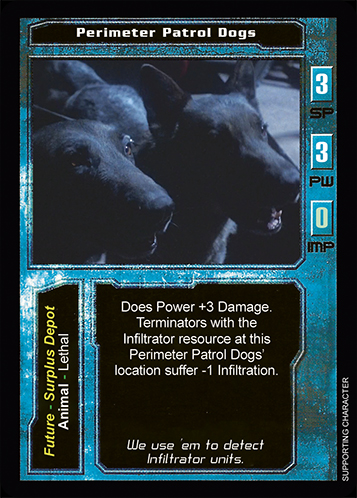 Perimeter Patrol Dogs
3
SP
3
PW
0
IMP
Future - Surplus Depot
Animal - Lethal
Does Power +3 Damage.
Terminators with the
Infiltrator resource at this
Perimeter Patrol Dogs'
location suffer -1 Infiltration.
We use em to detect
Infiltrator units.
SUPPORTING CHARACTER